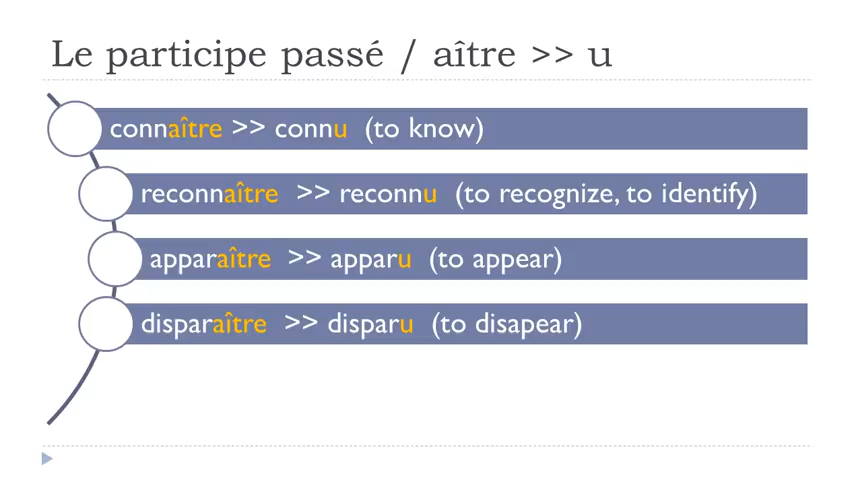 Le participe passé / aître >> u
connaître >> connu (to know)
reconnaître >> reconnu (to recognize, to identify)
apparaître >> apparu (to appear)
disparaître >> disparu (to disapear)